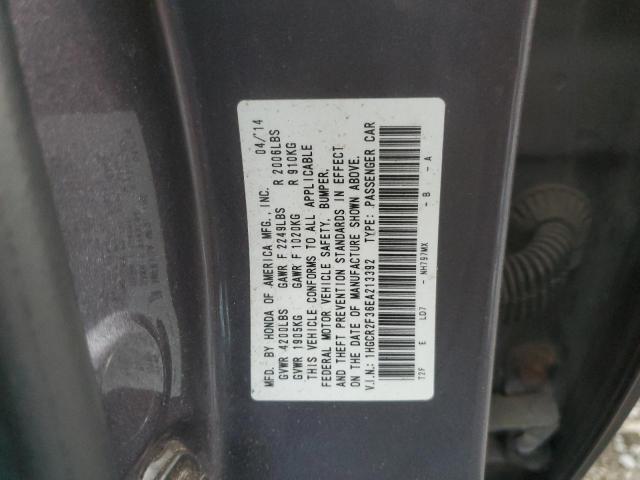 MFD. BY HONDA OF AMERICA MFG., INC. 04/'14
GVWR 4200LBS GAWR F 2249LBS R 2006LBS
GVWR 1905KG GAWR F 1020KG R 910KG
THIS VEHICLE CONFORMS TO ALL APPLICABLE
FEDERAL MOTOR VEHICLE SAFETY, BUMPER,
AND THEFT PREVENTION STANDARDS IN EFFECT
ON THE DATE OF MANUFACTURE SHOWN ABOVE.
V.I.N.: 1HGCR2F36EA213392 TYPE: PASSENGER CAR
T2F E LD7 - NH797MX - B - A